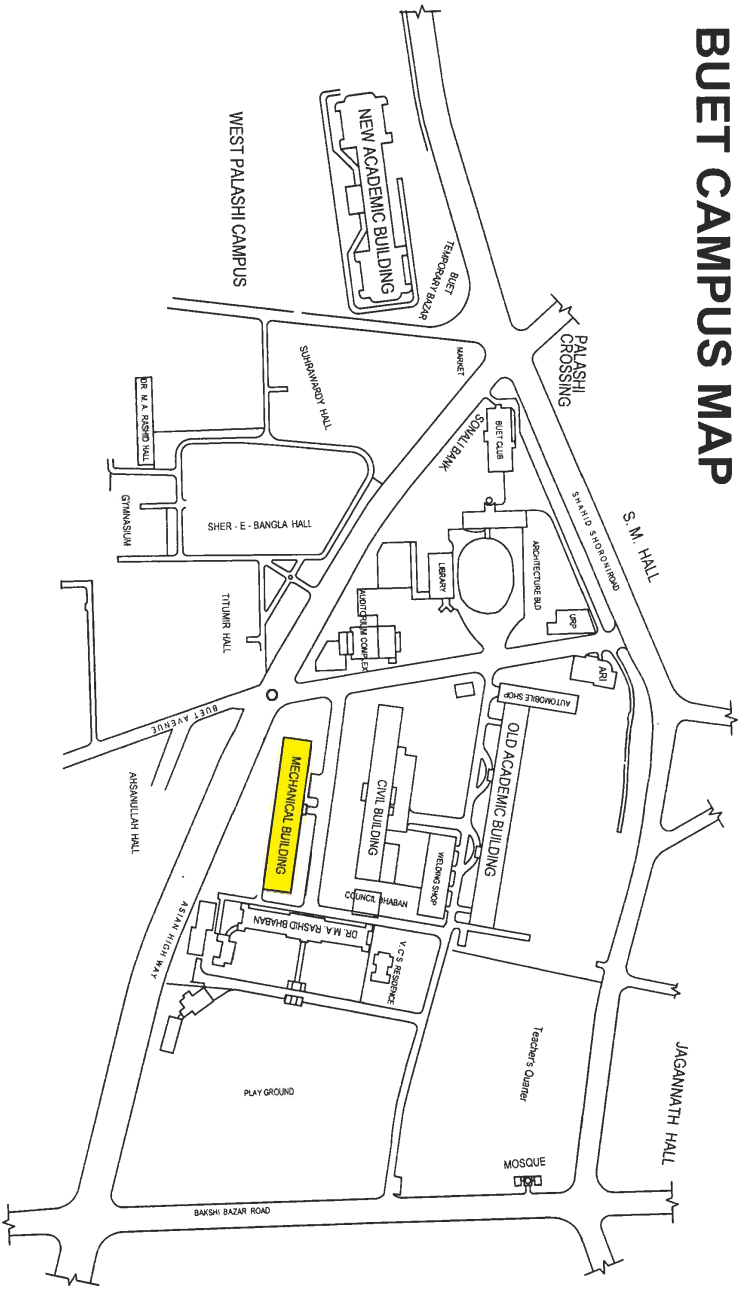 BUET CAMPUS MAP
NEW ACADEMIC BUILDING
WEST PALASHI CAMPUS
BUET
TEMPORARY BAZAR
PALASHI
CROSSING
MARKET
SUHRAWARDY HALL
DR. M. A. RASHID HALL
GYMNASIUM
SHER - E - BANGLA HALL
TITUMIR HALL
SONALI BANK
BUET CLUB
SHAHID SHORONI ROAD
S. M. HALL
ARCHITECTURE BLD
LIBRARY
URP
AUDITORIUM COMPLEX
ARI
AUTOMOBILE SHOP
OLD ACADEMIC BUILDING
BUET AVENUE
AHSANULLAH HALL
MECHANICAL BUILDING
CIVIL BUILDING
WELDING SHOP
COUNCIL BHABAN
DR. M.A. RASHID BHABAN
V.C'S RESIDENCE
ASIAN HIGH WAY
Teacher's Quarter
JAGANNATH HALL
PLAY GROUND
MOSQUE
BAKSHI BAZAR ROAD